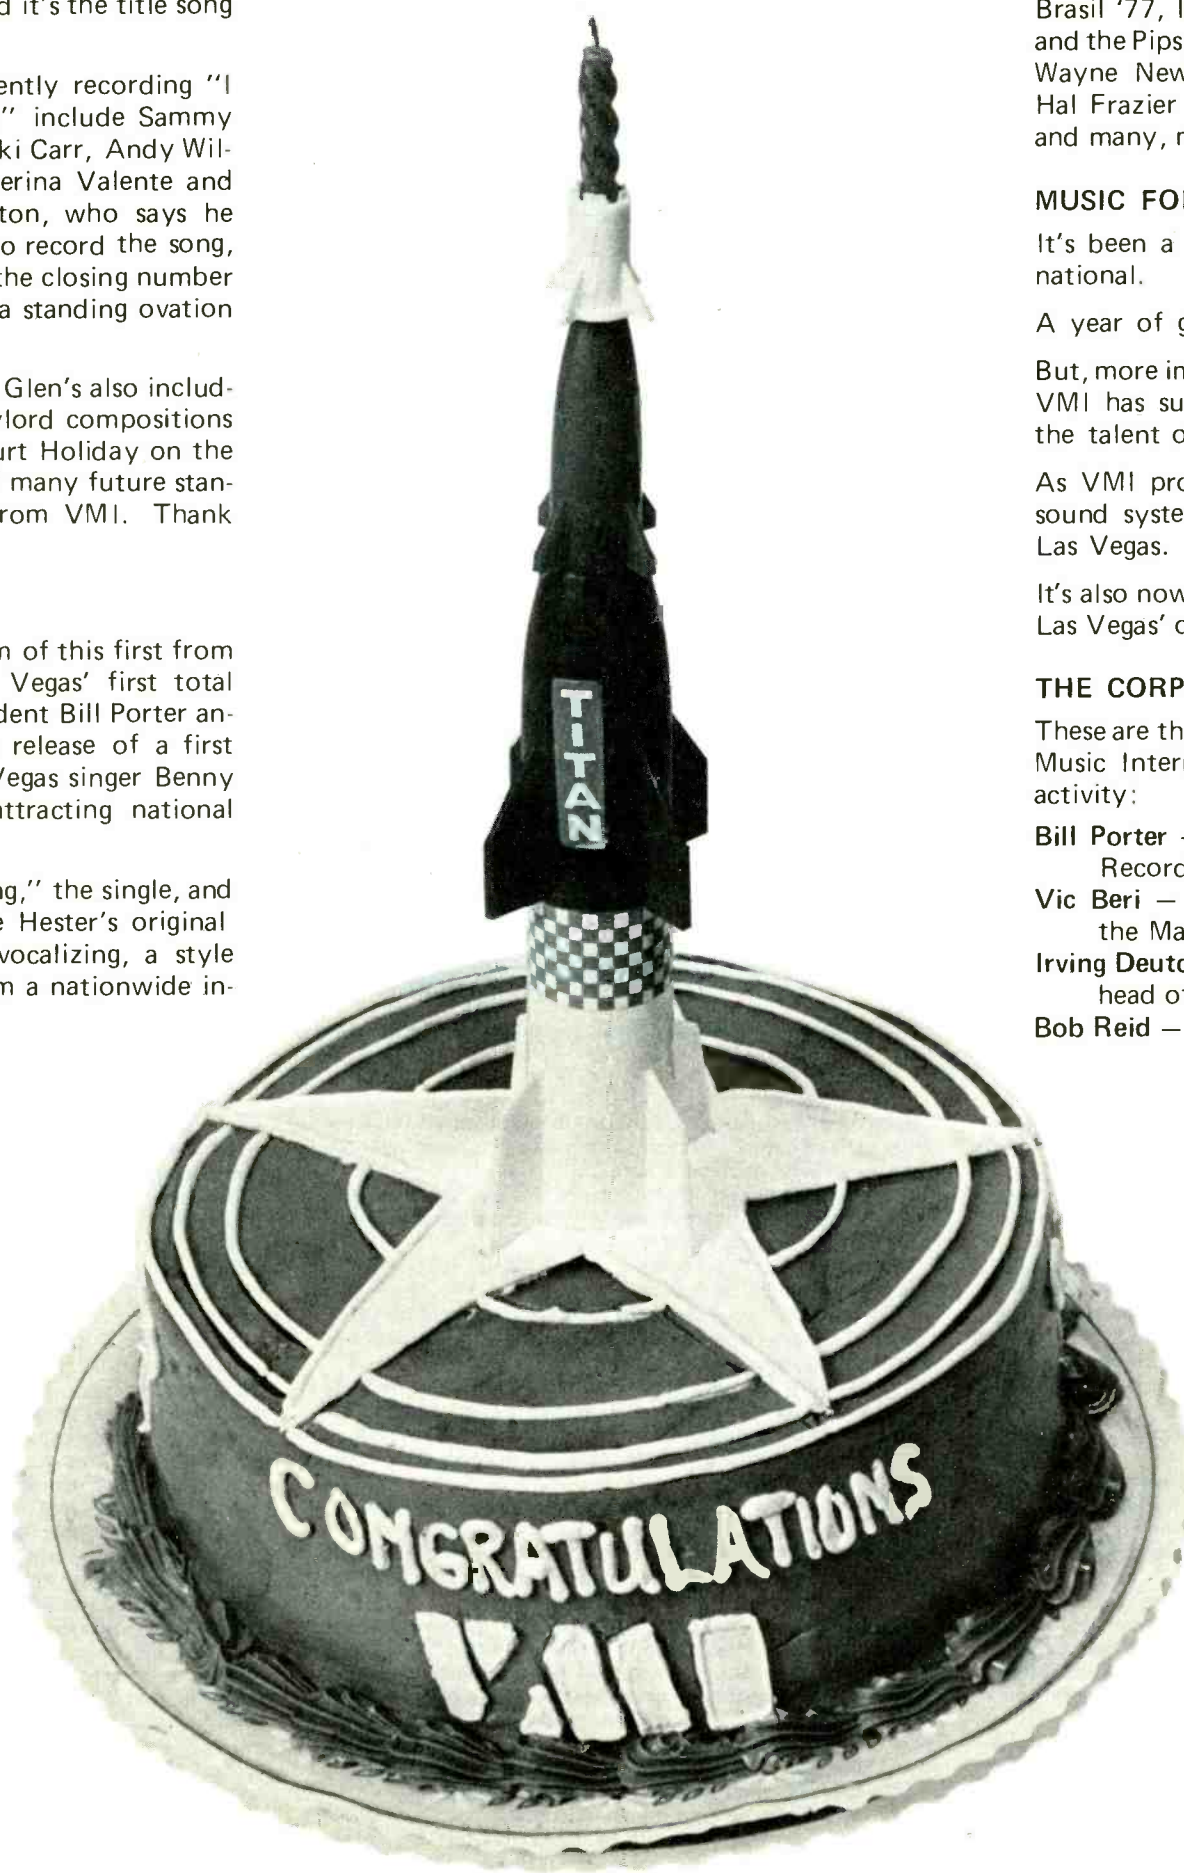 d it's the title song
ently recording "I
" include Sammy
ki Carr, Andy Wil-
erina Valente and
ton, who says he
o record the song,
the closing number
a standing ovation
Glen's also includ-
ylord compositions
urt Holiday on the
many future stan-
rom VMI. Thank
n of this first from
Vegas' first total
dent Bill Porter an-
release of a first
Vegas singer Benny
attracting national
ng," the single, and
e Hester's original
vocalizing, a style
m a nationwide in-
TITAN
CONGRATULATIONS
VMI
Brasil '77, I
and the Pips
Wayne New
Hal Frazier
and many, r
MUSIC FO
It's been a
national.
A year of g
But, more in
VMI has su
the talent o
As VMI pro
sound syste
Las Vegas.
It's also now
Las Vegas' o
THE CORP
These are th
Music Inter
activity:
Bill Porter -
Record
Vic Beri —
the Ma
Irving Deuto
head of
Bob Reid —